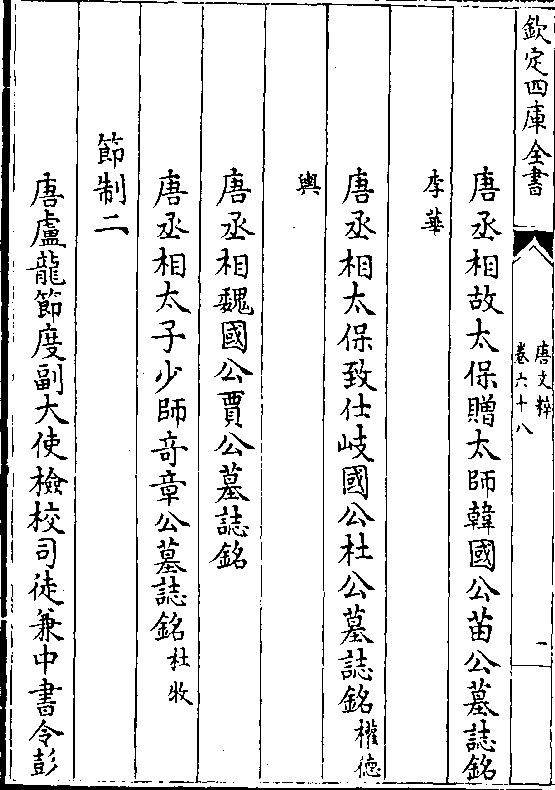 欽定四庫全書
唐文粹
卷六十八
一
唐丞相故太保贈太師韓國公苗公墓誌銘
李華
唐丞相太保致仕岐國公杜公墓誌銘權德
輿
唐丞相魏國公賈公墓誌銘
唐丞相太子少師奇章公墓誌銘杜牧
節制二
唐盧龍節度副大使檢校司徒兼中書令彭